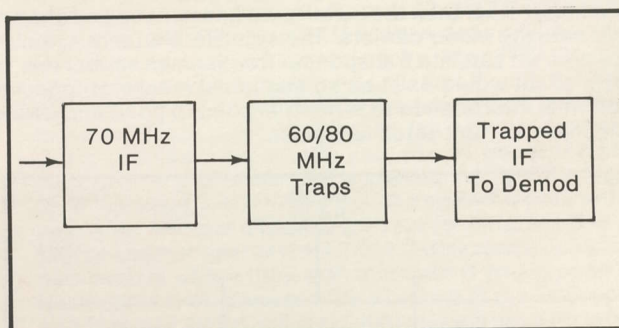 70 MHz
IF
60/80
MHz
Traps
Trapped
IF
To Demod